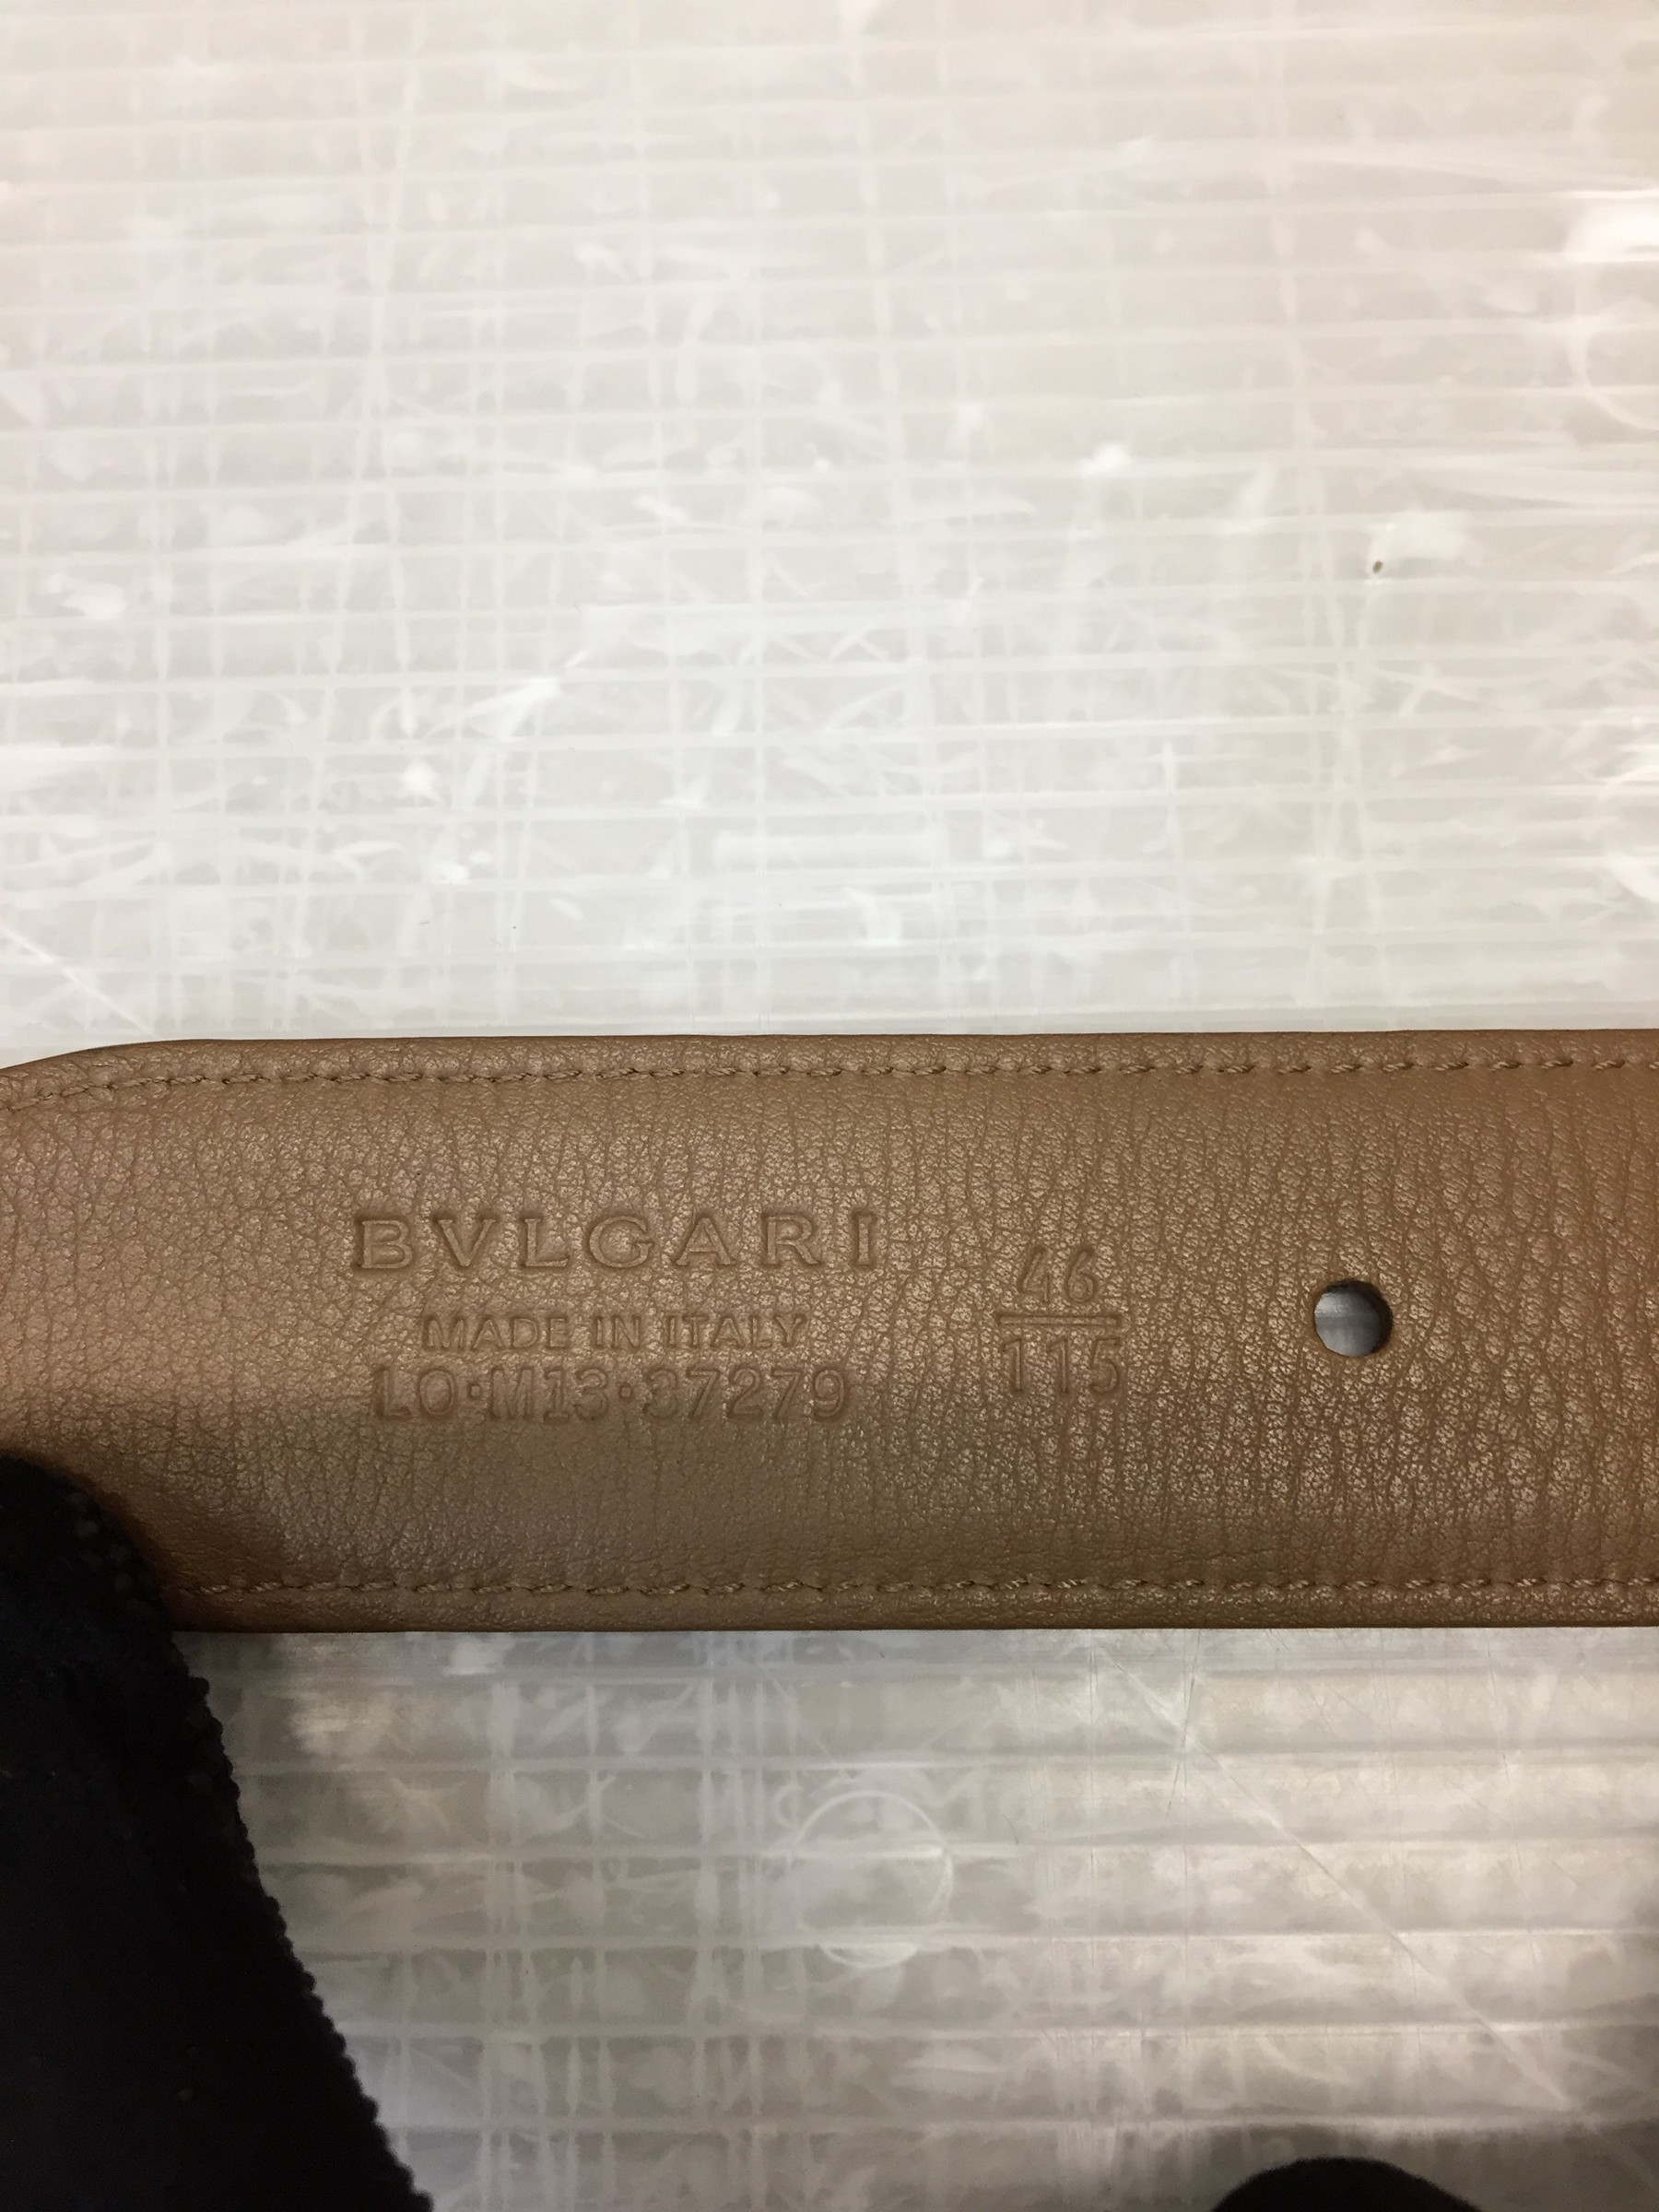 BVLGARI
MADE IN ITALY
LO·M13·37279
46
115